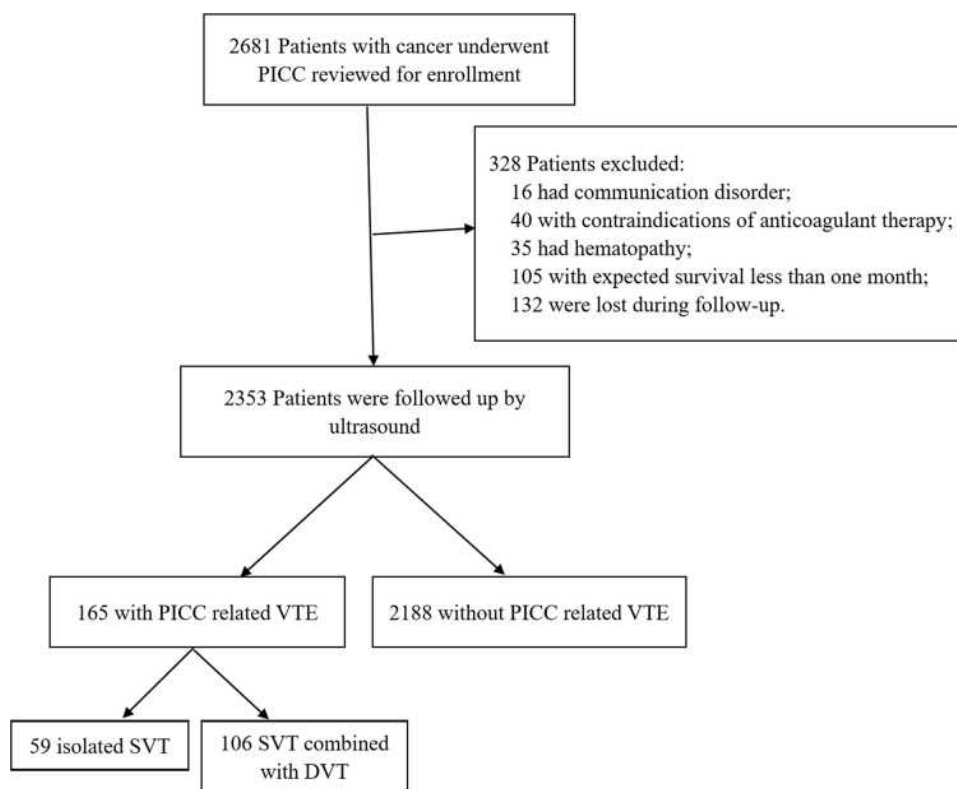 2681 Patients with cancer underwent
PICC reviewed for enrollment
328 Patients excluded:
16 had communication disorder;
40 with contraindications of anticoagulant therapy;
35 had hematopathy;
105 with expected survival less than one month;
132 were lost during follow-up.
2353 Patients were followed up by
ultrasound
165 with PICC related VTE
2188 without PICC related VTE
59 isolated SVT
106 SVT combined
with DVT